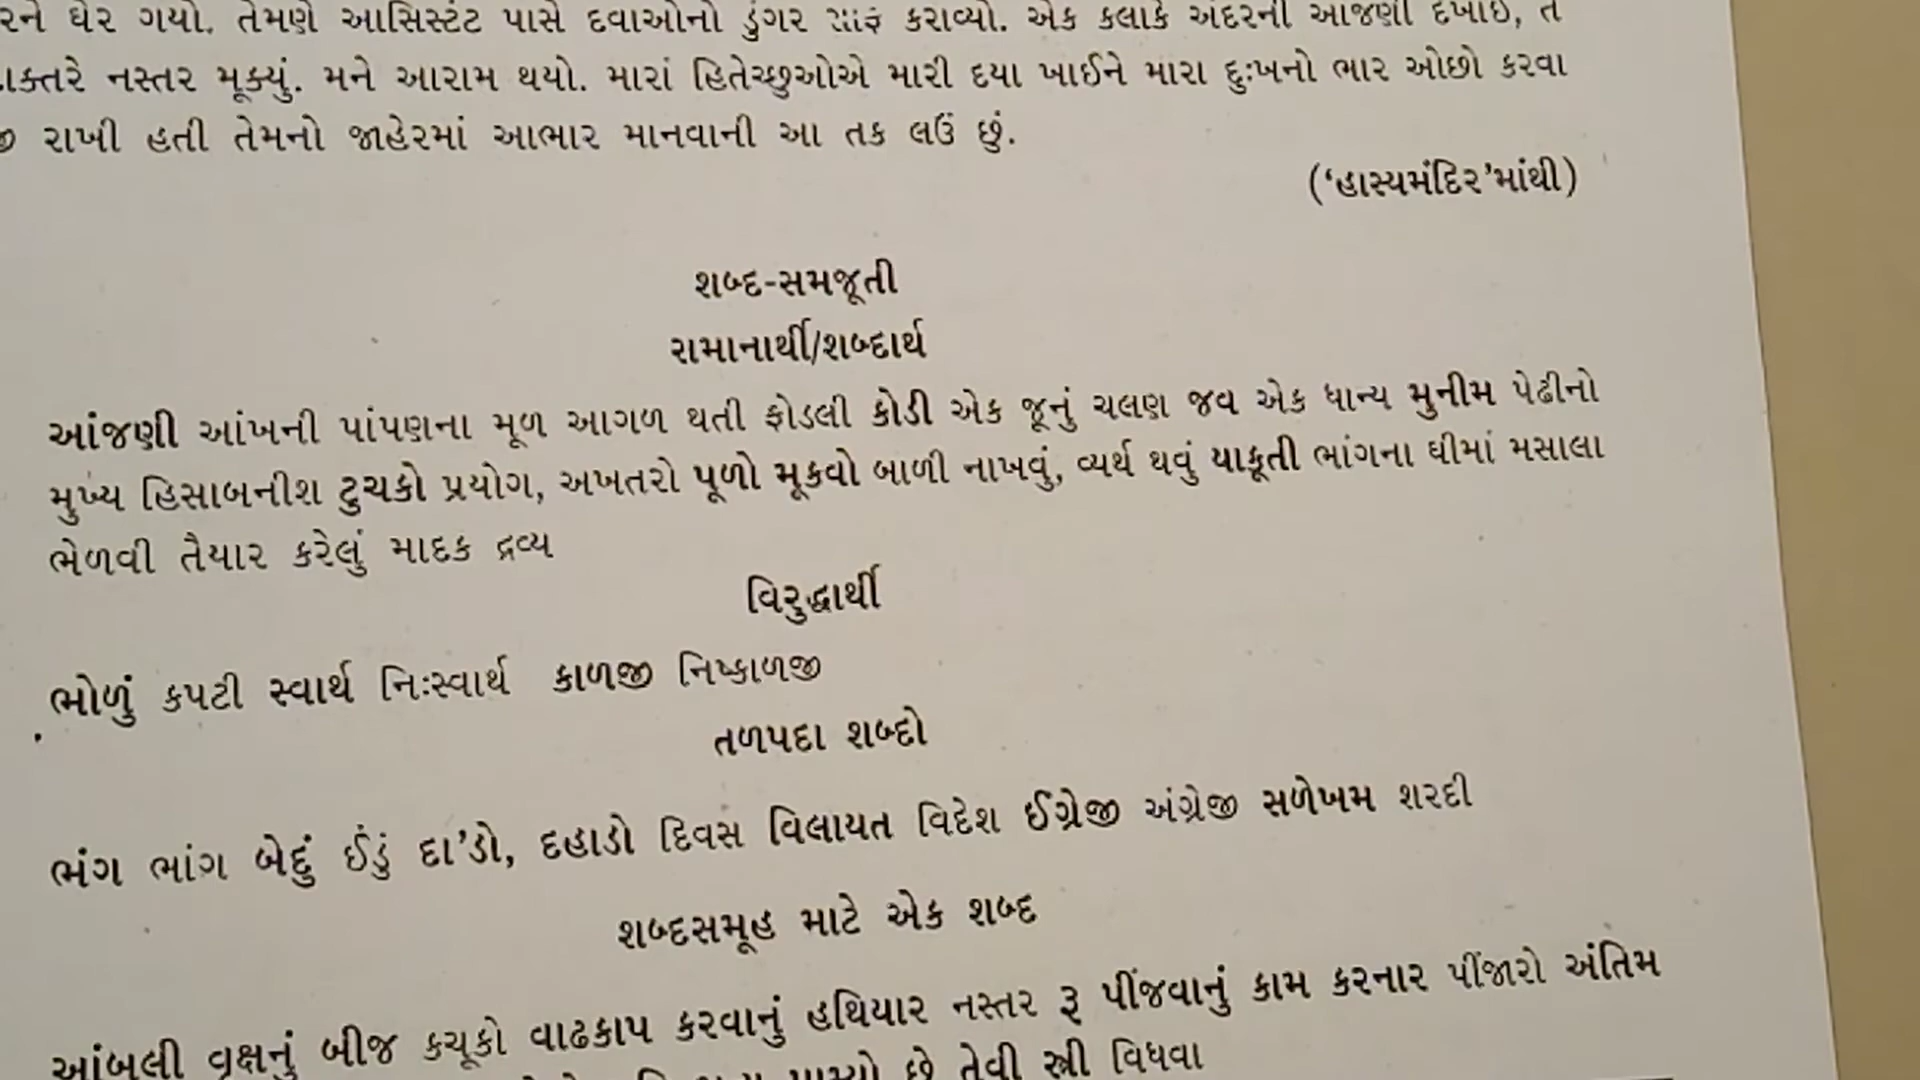 ઘેર ગયો. તેમણે આસિસ્ટંટ પાસે દવાઓનો ડુંગર સાફ કરાવ્યો. એક કલાકે અંદરની આંજણી દેખાઈ, તે
નસ્તર મૂક્યું. મને આરામ થયો. મારાં હિતેચ્છુઓએ મારી દયા ખાઈને મારા દુઃખનો ભાર ઓછો કરવા
રાખી હતી તેમનો જાહેરમાં આભાર માનવાની આ તક લઉં છું.
(‘હાસ્યમંદિર’માંથી)
શબ્દ-સમજૂતી
સમાનાર્થી/શબ્દાર્થ
આંજણી આંખની પાંપણના મૂળ આગળ થતી ફોડલી કોડી એક જૂનું ચલણ જવ એક ધાન્ય મુનીમ પેઢીનો
મુખ્ય હિસાબનીશ ટુચકો પ્રયોગ, અખતરો પૂળો મૂકવો બાળી નાખવું, વ્યર્થ થવું યાકૂતી ભાંગના ઘીમાં મસાલા
ભેળવી તૈયાર કરેલું માદક દ્રવ્ય
વિરુદ્ધાર્થી
ભોળું કપટી સ્વાર્થ નિઃસ્વાર્થ કાળજી નિષ્કાળજી
તળપદા શબ્દો
ભંગ ભાંગ બેદું ઈંડું દા’ડો, દહાડો દિવસ વિલાયત વિદેશ ઈંગ્રેજી અંગ્રેજી સળેખમ શરદી
શબ્દસમૂહ માટે એક શબ્દ
આંબલી વૃક્ષનું બીજ કચૂકો વાઢકાપ કરવાનું હથિયાર નસ્તર રૂ પીંજવાનું કામ કરનાર પીંજારો અંતિમ
પામ્યો છે તેવી સ્ત્રી વિધવા